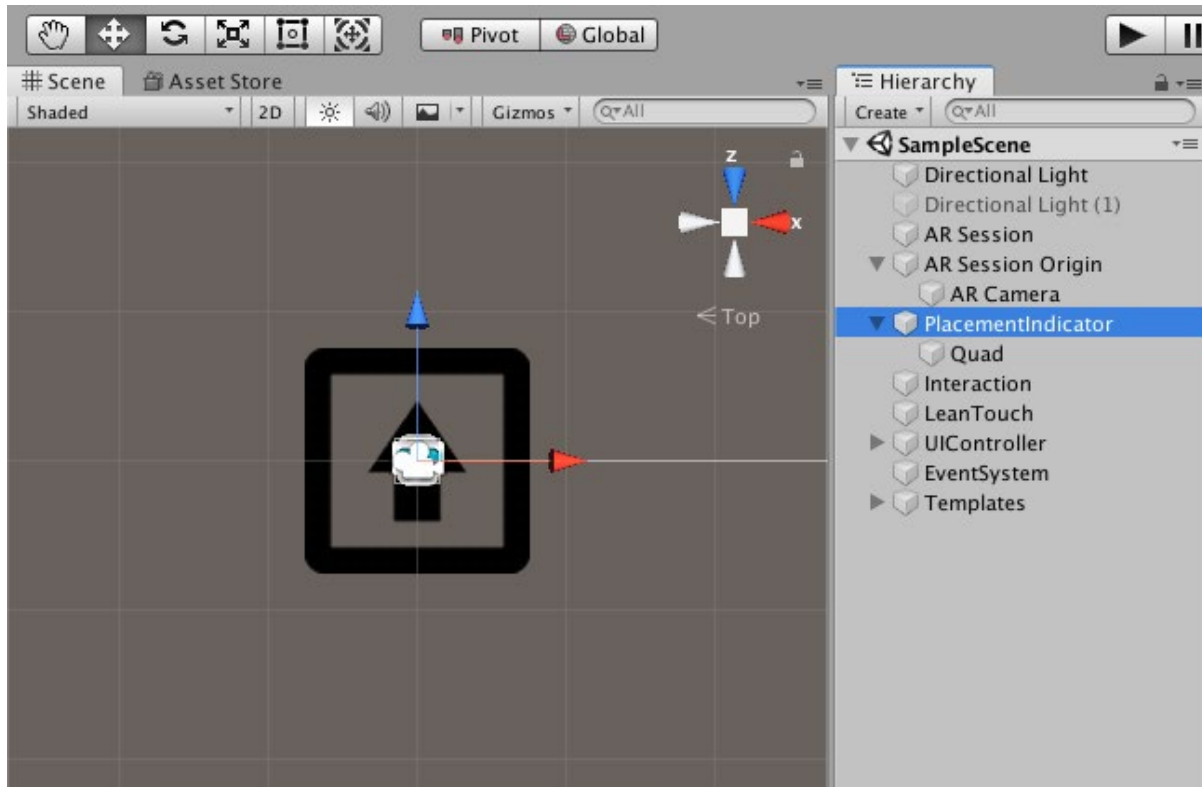 Pivot Global
Scene Asset Store
Shaded 2D Gizmos All
z
x
Top
Hierarchy
Create All
SampleScene
Directional Light
Directional Light (1)
AR Session
AR Session Origin
AR Camera
PlacementIndicator
Quad
Interaction
LeanTouch
UIController
EventSystem
Templates